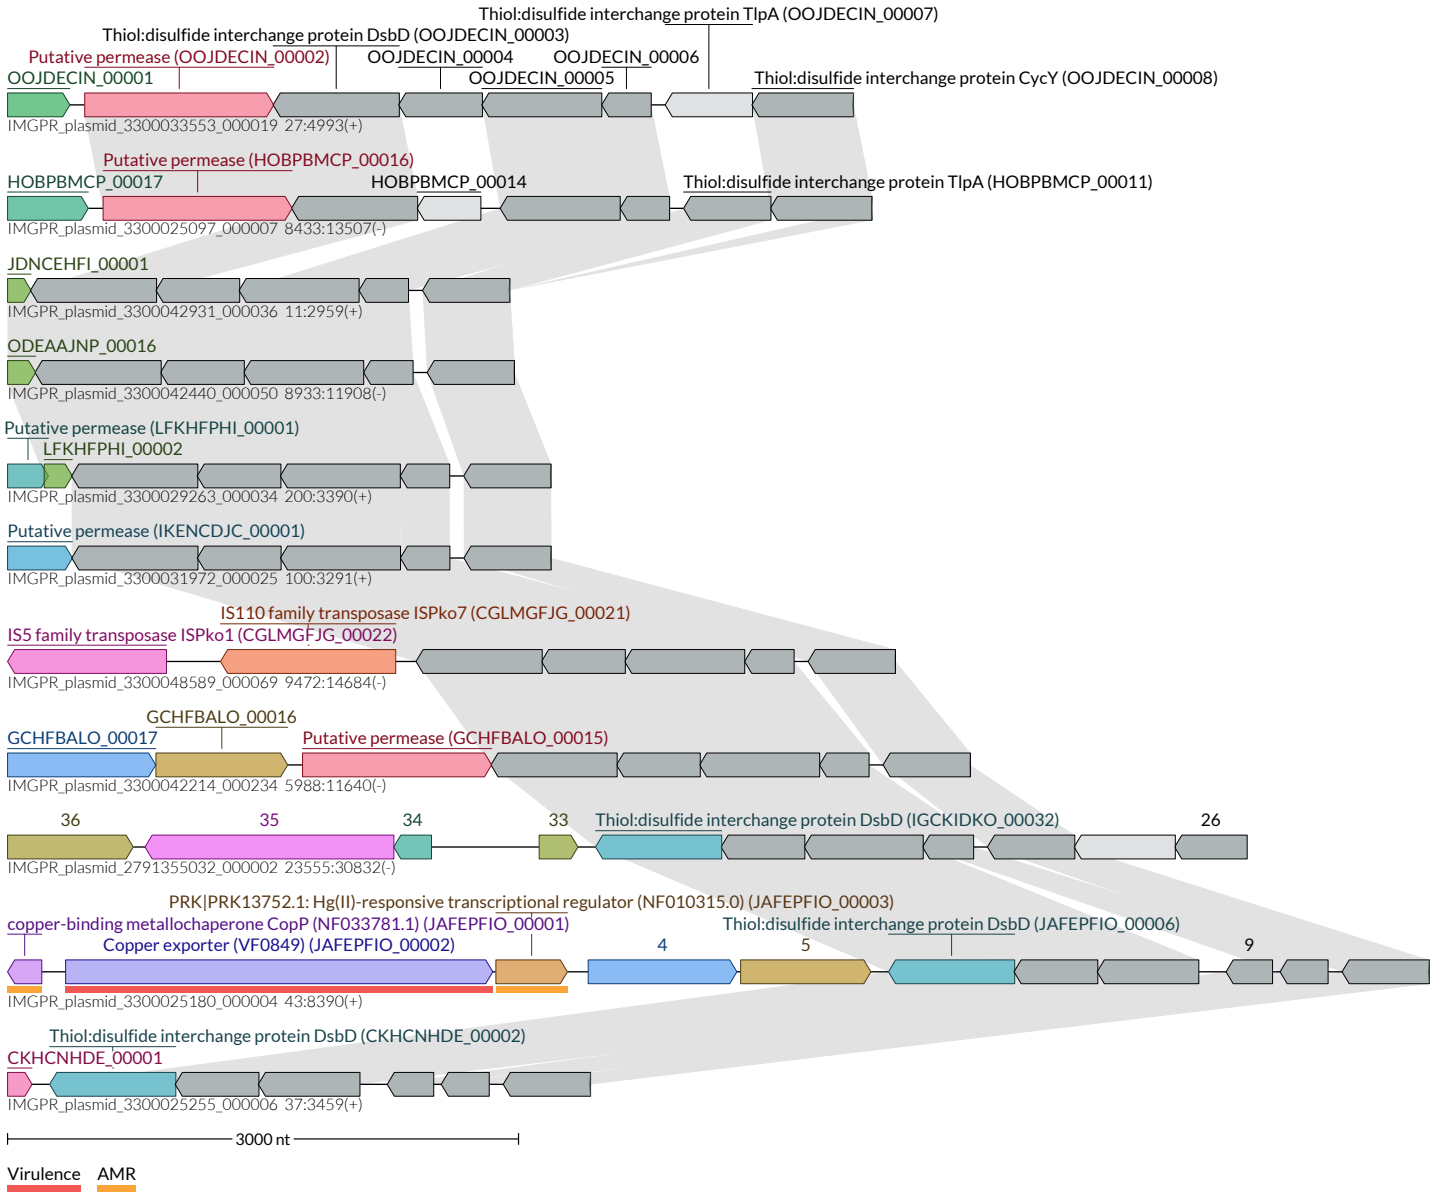 Thiol:disulfide interchange protein TlpA (OOJDECIN_00007)
Thiol:disulfide interchange protein DsbD (OOJDECIN_00003)
Putative permease (OOJDECIN_00002) OOJDECIN_00004 OOJDECIN_00006
OOJDECIN_00001 OOJDECIN_00005 Thiol:disulfide interchange protein CycY (OOJDECIN_00008)
IMGPR_plasmid_3300033553_000019 27:4993(+)
Putative permease (HOBPBMCP_00016)
HOBPBMCP_00017 HOBPBMCP_00014 Thiol:disulfide interchange protein TlpA (HOBPBMCP_00011)
IMGPR_plasmid_3300025097_000007 8433:13507(-)
JDNCEHFI_00001
IMGPR_plasmid_3300042931_000036 11:2959(+)
ODEAAJNP_00016
IMGPR_plasmid_3300042440_000050 8933:11908(-)
Putative permease (LFKHFPHI_00001)
LFKHFPHI_00002
IMGPR_plasmid_3300029263_000034 200:3390(+)
Putative permease (IKENCDJC_00001)
IMGPR_plasmid_3300031972_000025 100:3291(+)
IS110 family transposase ISPko7 (CGLMGFJG_00021)
IS5 family transposase ISPko1 (CGLMGFJG_00022)
IMGPR_plasmid_3300048589_000069 9472:14684(-)
GCHFBALO_00016
GCHFBALO_00017 Putative permease (GCHFBALO_00015)
IMGPR_plasmid_3300042214_000234 5988:11640(-)
36 35 34 33 Thiol:disulfide interchange protein DsbD (IGCKIDKO_00032) 26
IMGPR_plasmid_2791355032_000002 23555:30832(-)
PRK|PRK13752.1: Hg(II)-responsive transcriptional regulator (NF010315.0) (JAFEPFIO_00003)
copper-binding metallochaperone CopP (NF033781.1) (JAFEPFIO_00001) Thiol:disulfide interchange protein DsbD (JAFEPFIO_00006)
Copper exporter (VF0849) (JAFEPFIO_00002) 4 5 9
IMGPR_plasmid_3300025180_000004 43:8390(+)
Thiol:disulfide interchange protein DsbD (CKHCNHDE_00002)
CKHCNHDE_00001
IMGPR_plasmid_3300025255_000006 37:3459(+)
3000 nt
Virulence AMR